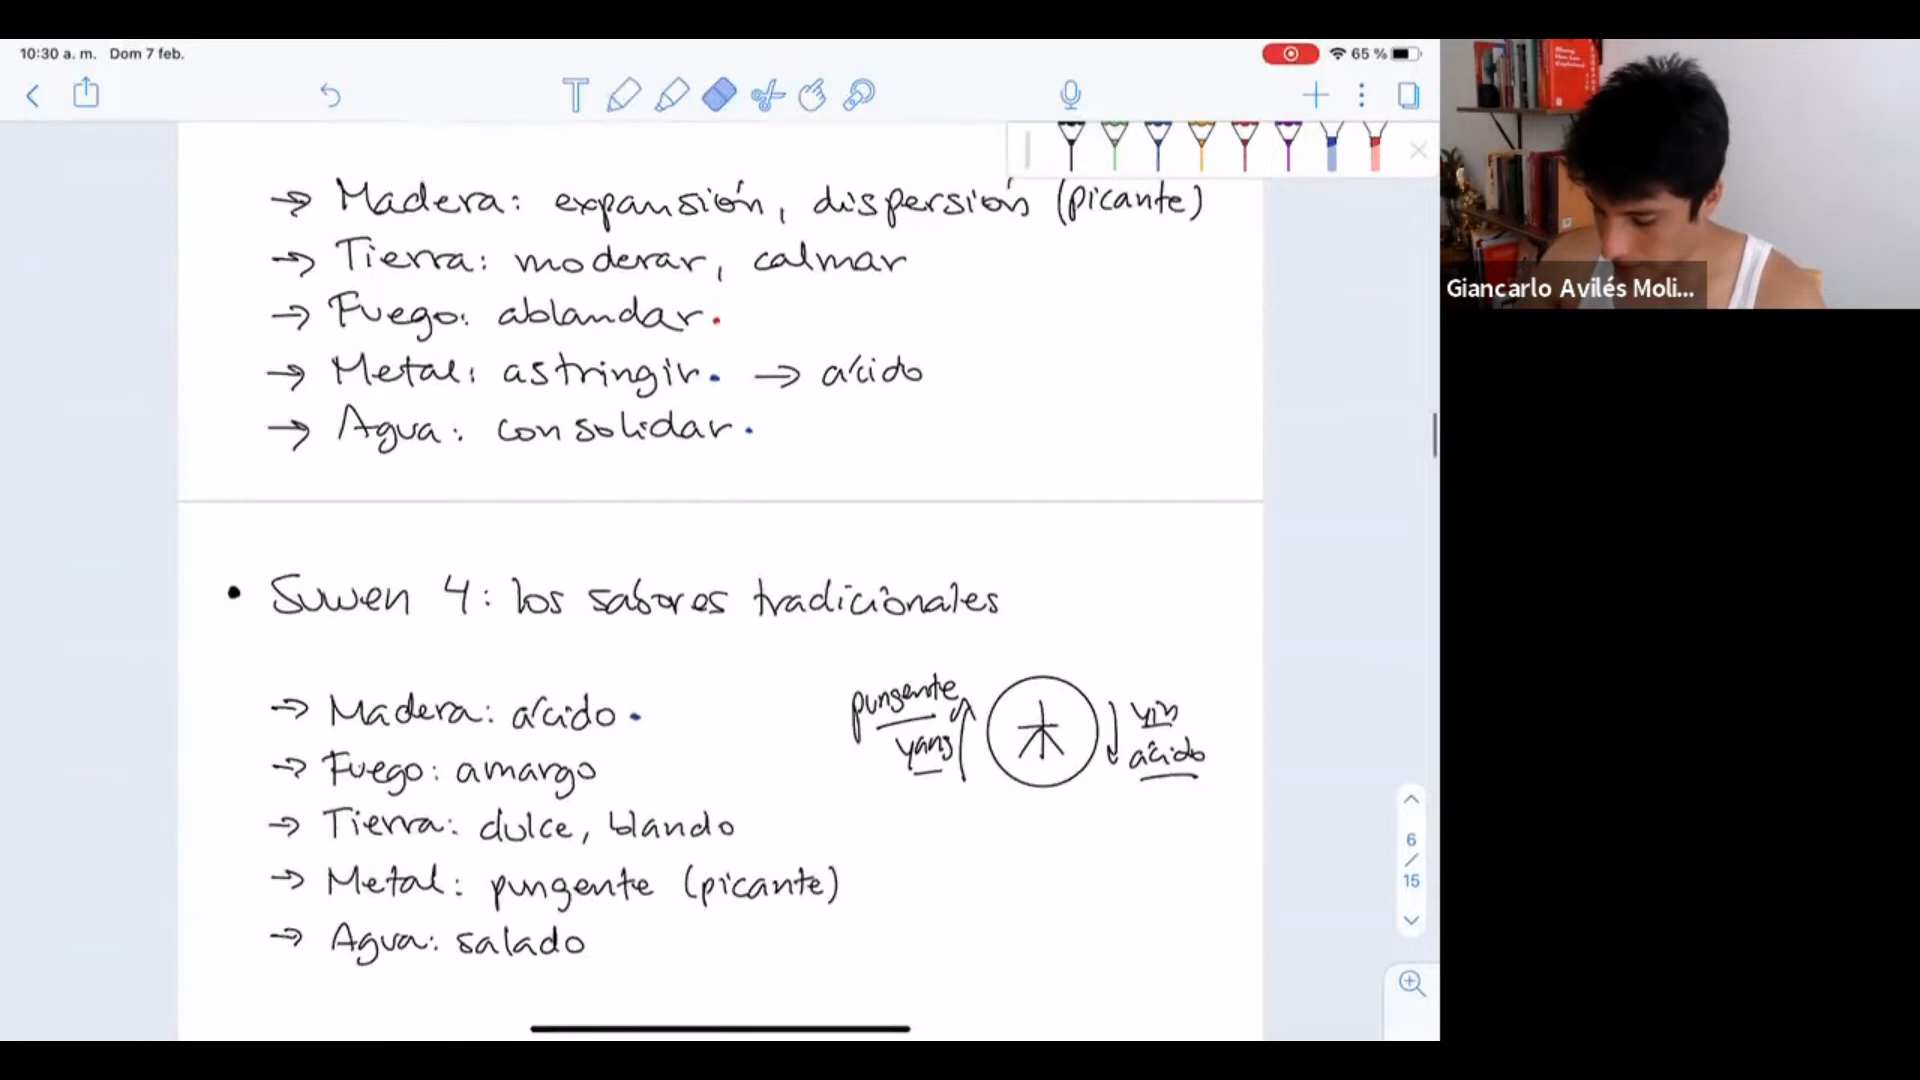 10:30 a. m. Dom 7 feb.
65 %
→ Madera: expansión, dispersión (picante)
→ Tierra: moderar, calmar
→ Fuego: ablandar.
→ Metal: astringir. → ácido
→ Agua: consolidar.
• Suwen 4: los sabores tradicionales
→ Madera: ácido.
→ Fuego: amargo
→ Tierra: dulce, blando
→ Metal: pungente (picante)
→ Agua: salado
pungente
yang
木
yin
ácido
6
/
15
Giancarlo Avilés Moli...